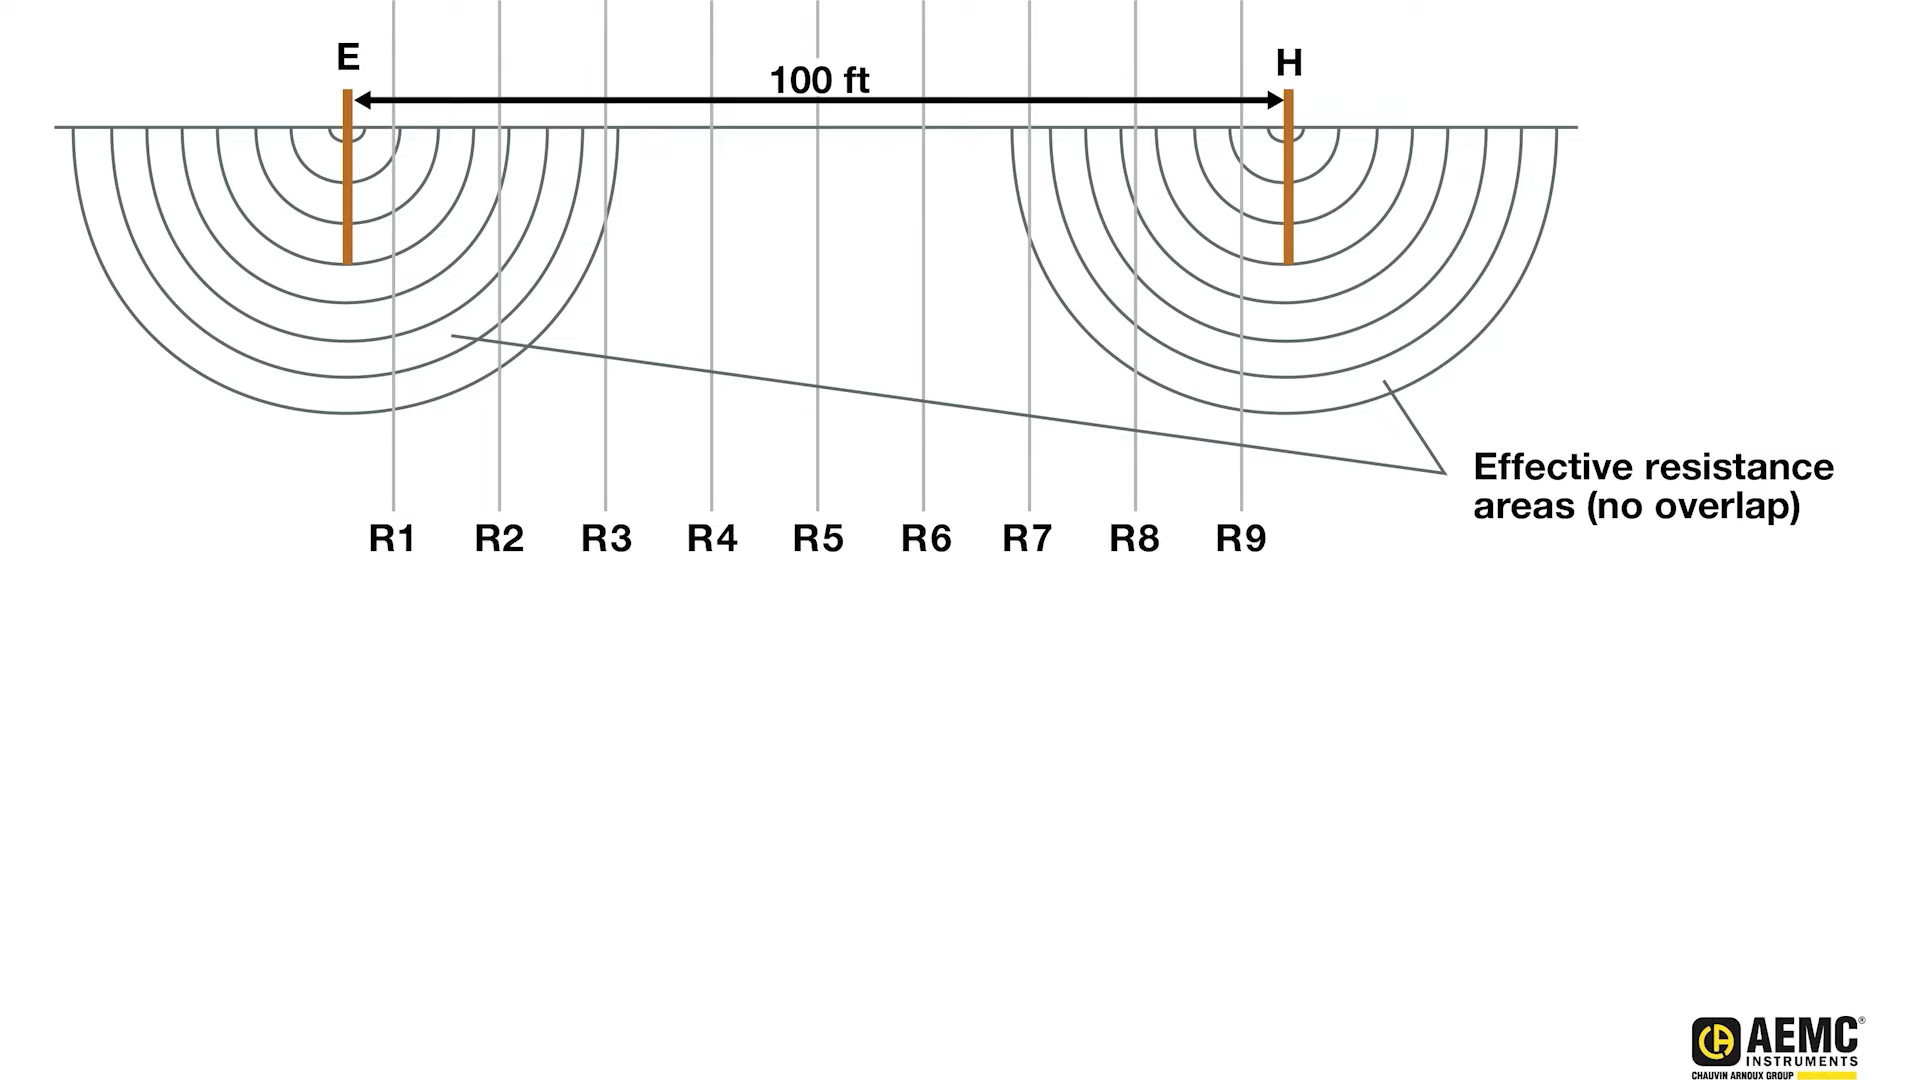 E
H
100 ft
Effective resistance
areas (no overlap)
R1 R2 R3 R4 R5 R6 R7 R8 R9
AEMC®
INSTRUMENTS
CHAUVIN ARNOUX GROUP